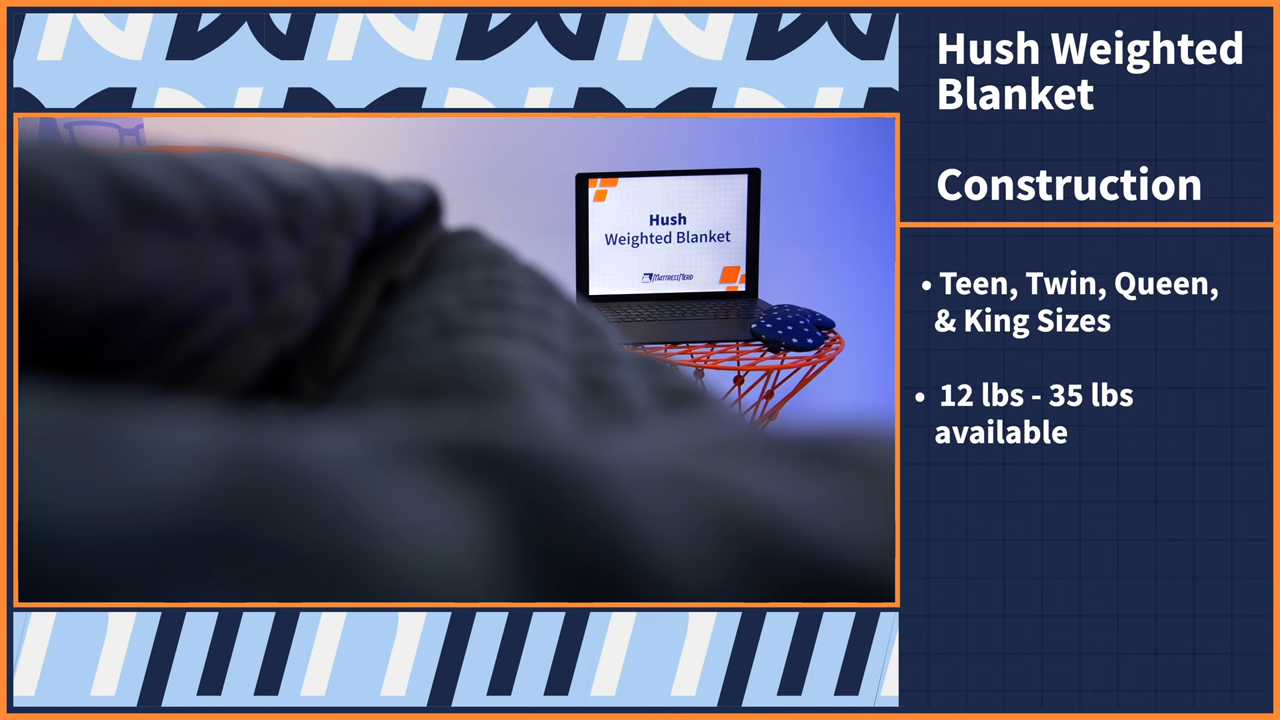 Hush Weighted
Blanket
Construction
• Teen, Twin, Queen,
& King Sizes
• 12 lbs - 35 lbs
available
Hush
Weighted Blanket
MATTRESSNERD